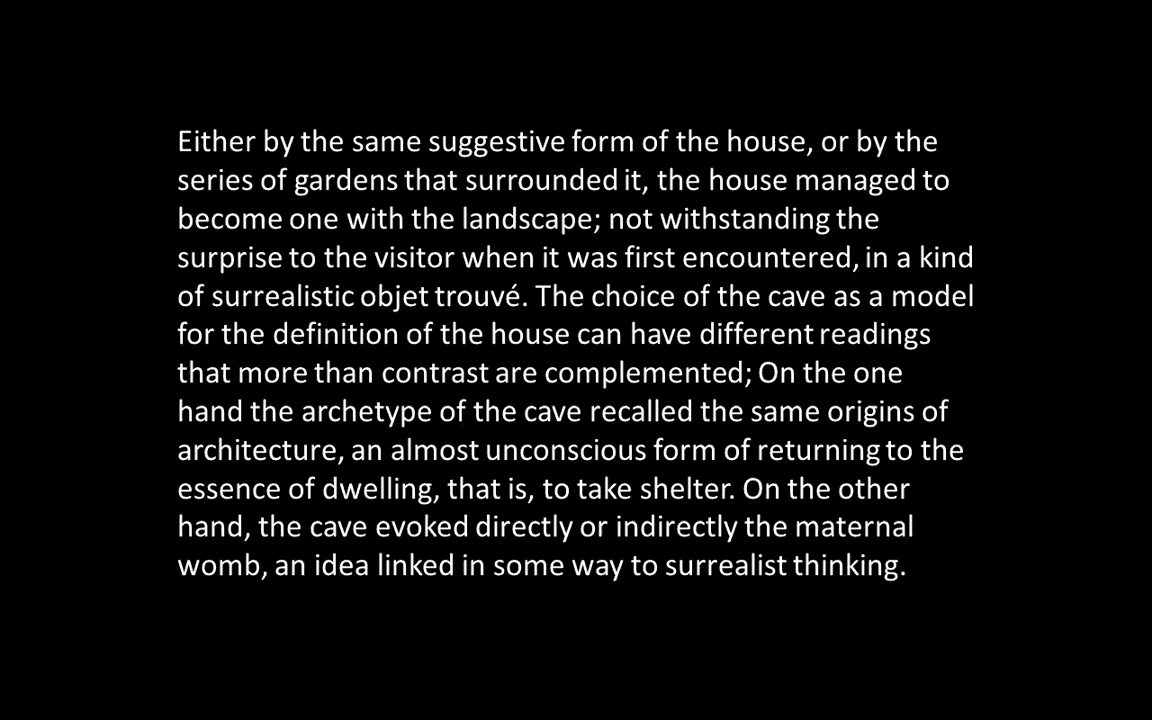 Either by the same suggestive form of the house, or by the
series of gardens that surrounded it, the house managed to
become one with the landscape; not withstanding the
surprise to the visitor when it was first encountered, in a kind
of surrealistic objet trouvé. The choice of the cave as a model
for the definition of the house can have different readings
that more than contrast are complemented; On the one
hand the archetype of the cave recalled the same origins of
architecture, an almost unconscious form of returning to the
essence of dwelling, that is, to take shelter. On the other
hand, the cave evoked directly or indirectly the maternal
womb, an idea linked in some way to surrealist thinking.